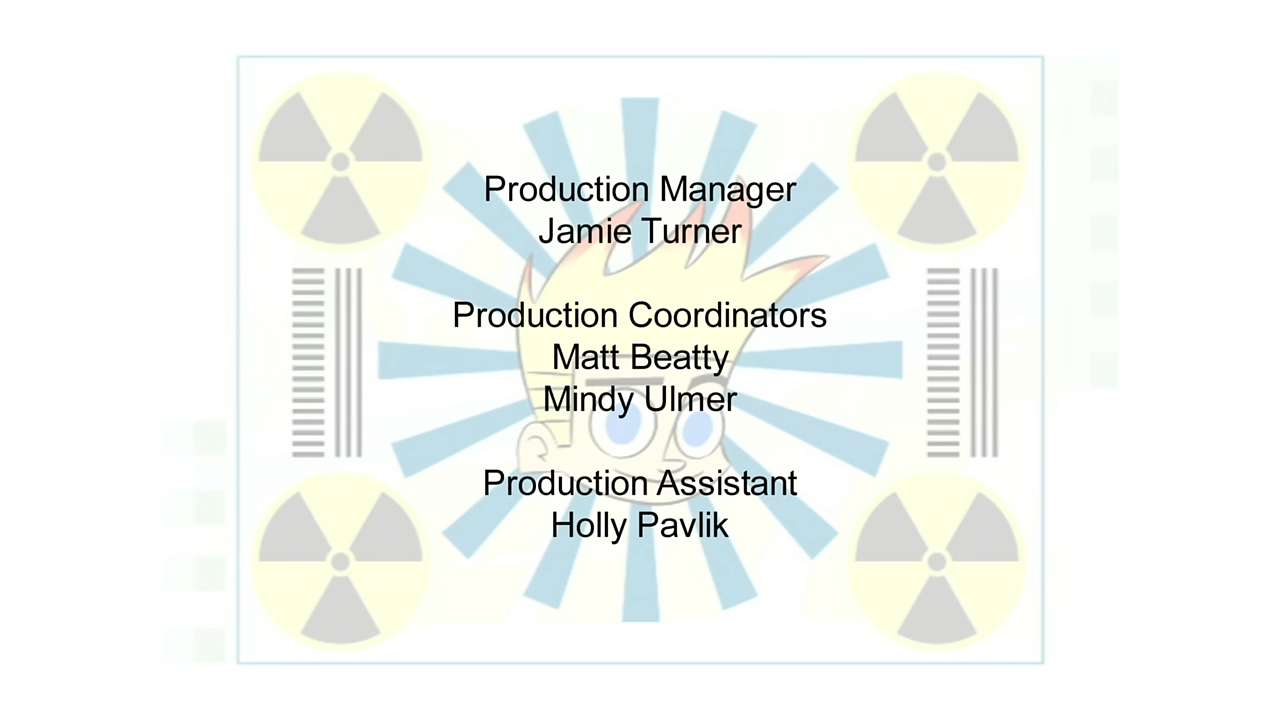 Production Manager
Jamie Turner
Production Coordinators
Matt Beatty
Mindy Ulmer
Production Assistant
Holly Pavlik